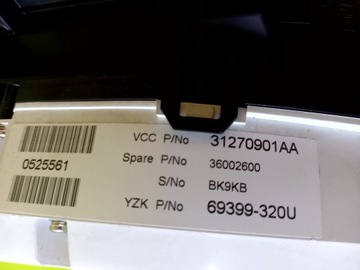 VCC P/No 31270901AA
0525561 Spare P/No 36002600
S/No BK9KB
YZK P/No 69399-320U